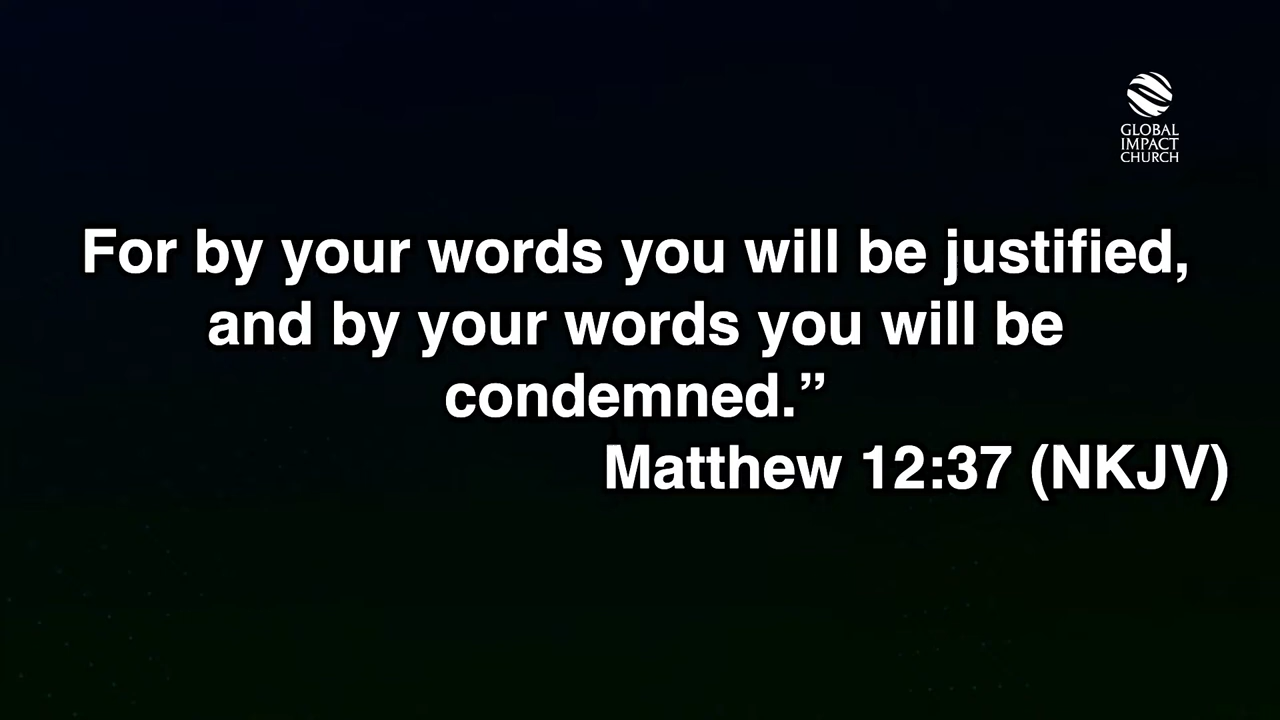 GLOBAL
IMPACT
CHURCH
For by your words you will be justified,
and by your words you will be
condemned.”
Matthew 12:37 (NKJV)